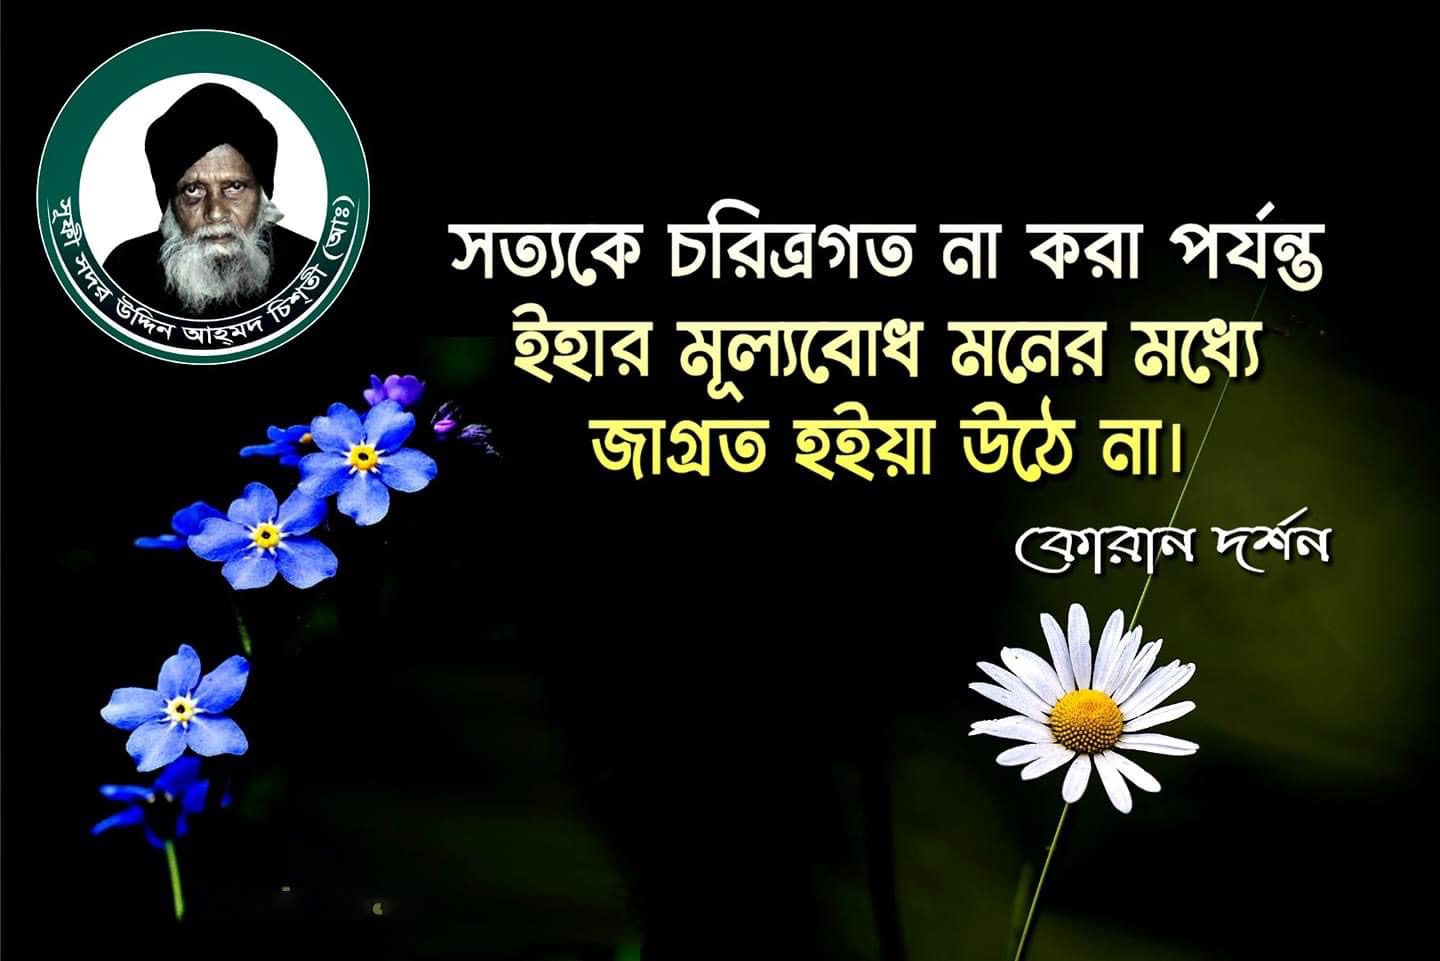 সূফী সদর উদ্দিন আহ্‌মদ চিশ্‌তী (আঃ)
সত্যকে চরিত্রগত না করা পর্যন্ত
ইহার মূল্যবোধ মনের মধ্যে
জাগ্রত হইয়া উঠে না।
কোরান দর্শন